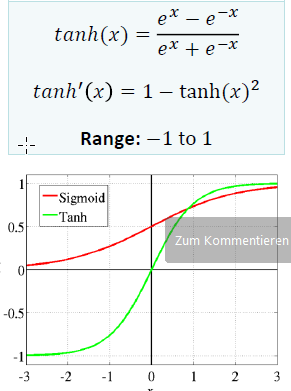 tanh(x) = (e^x − e^−x) / (e^x + e^−x)
tanh′(x) = 1 − tanh(x)²
Range: −1 to 1
1
Sigmoid
Tanh
0.5
Zum Kommentieren
0
-0.5
-1
-3 -2 -1 0 1 2 3